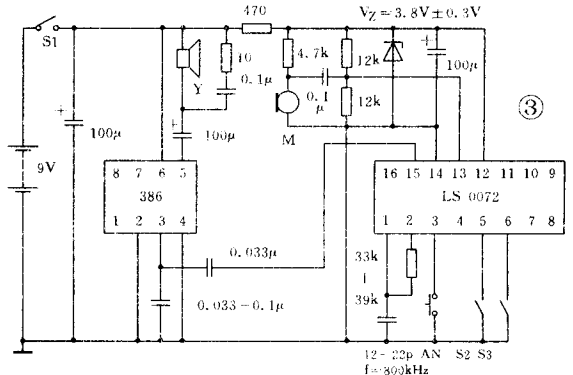 S1
470
V_Z=3.8V±0.3V
Y
10
0.1μ
4.7k
12k
0.1
μ
12k
M
100μ
③
100μ
9V
100μ
8 7 6 5
386
1 2 3 4
16 15 14 13 12 11 10 9
LS 0072
1 2 3 4 5 6 7 8
0.033μ
0.033-0.1μ
33k
|
39k
12-22p AN S2 S3
f=800kHz